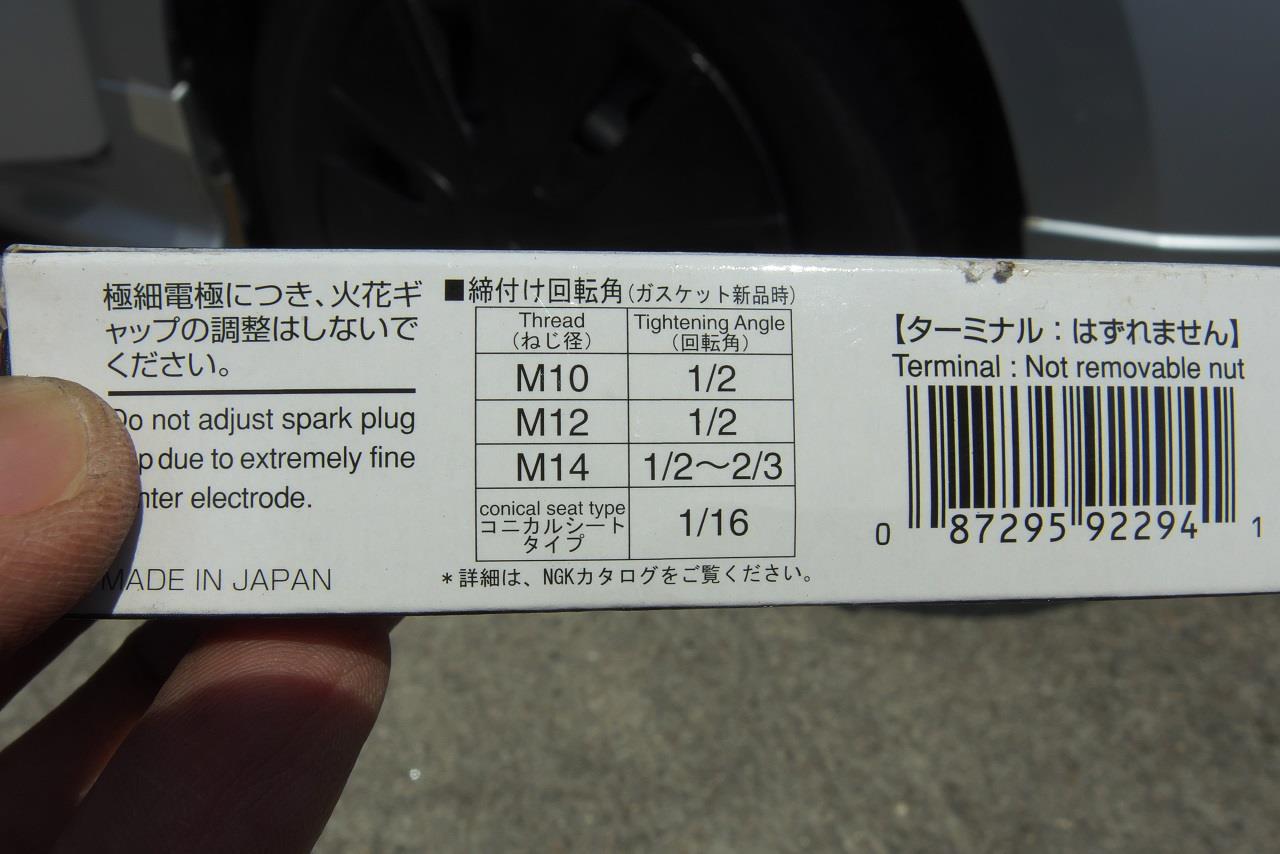 極細電極につき、火花ギ
ャップの調整はしないで
ください。
Do not adjust spark plug
due to extremely fine
electrode.
MADE IN JAPAN
■締付け回転角(ガスケット新品時)
Thread Tightening Angle
(ねじ径) (回転角)
M10 1/2
M12 1/2
M14 1/2〜2/3
conical seat type
コニカルシート
タイプ 1/16
*詳細は、NGKカタログをご覧ください。
【ターミナル：はずれません】
Terminal : Not removable nut
0 87295 92294 1